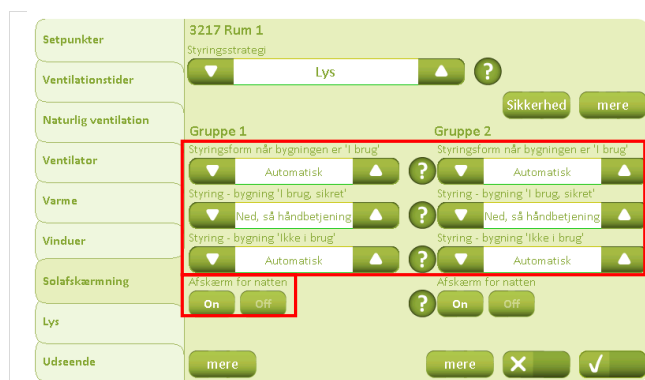 Setpunkter
Ventilationstider
Naturlig ventilation
Ventilator
Varme
Vinduer
Solafskærmning
Lys
Udseende
3217 Rum 1
Styringsstrategi
Lys
?
Sikkerhed mere
Gruppe 1 Gruppe 2
Styringsform når bygningen er 'I brug' Styringsform når bygningen er 'I brug'
Automatisk ? Automatisk
Styring - bygning 'I brug, sikret' Styring - bygning 'I brug, sikret'
Ned, så håndbetjening ? Ned, så håndbetjening
Styring - bygning 'Ikke i brug' Styring - bygning 'Ikke i brug'
Automatisk ? Automatisk
Afskærm for natten Afskærm for natten
On Off ? On Off
mere mere